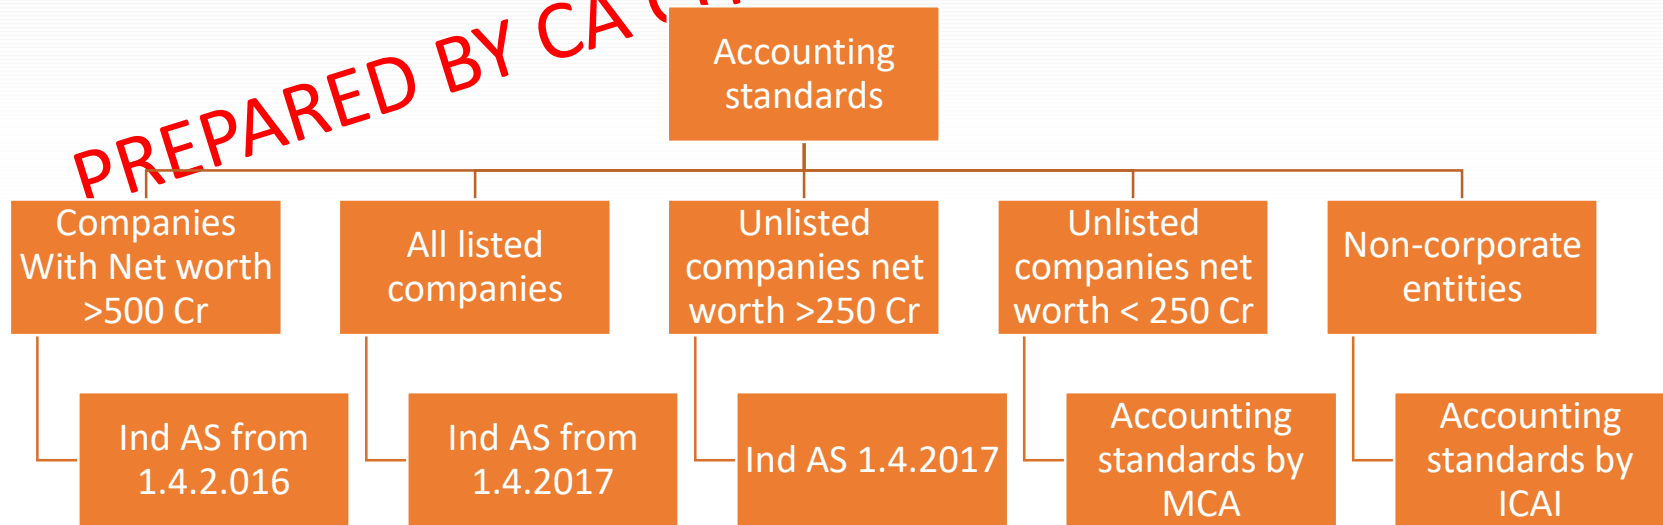 PREPARED BY CA
Accounting
standards
Companies
With Net worth
>500 Cr
All listed
companies
Unlisted
companies net
worth >250 Cr
Unlisted
companies net
worth < 250 Cr
Non-corporate
entities
Ind AS from
1.4.2.016
Ind AS from
1.4.2017
Ind AS 1.4.2017
Accounting
standards by
MCA
Accounting
standards by
ICAI